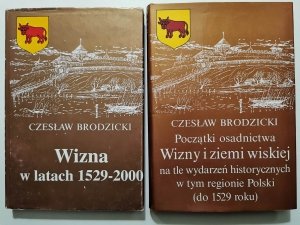 CZESŁAW BRODZICKI
Wizna
w latach 1529-2000
CZESŁAW BRODZICKI
Początki osadnictwa
Wizny i ziemi wiskiej
na tle wydarzeń historycznych
w tym regionie Polski
(do 1529 roku)